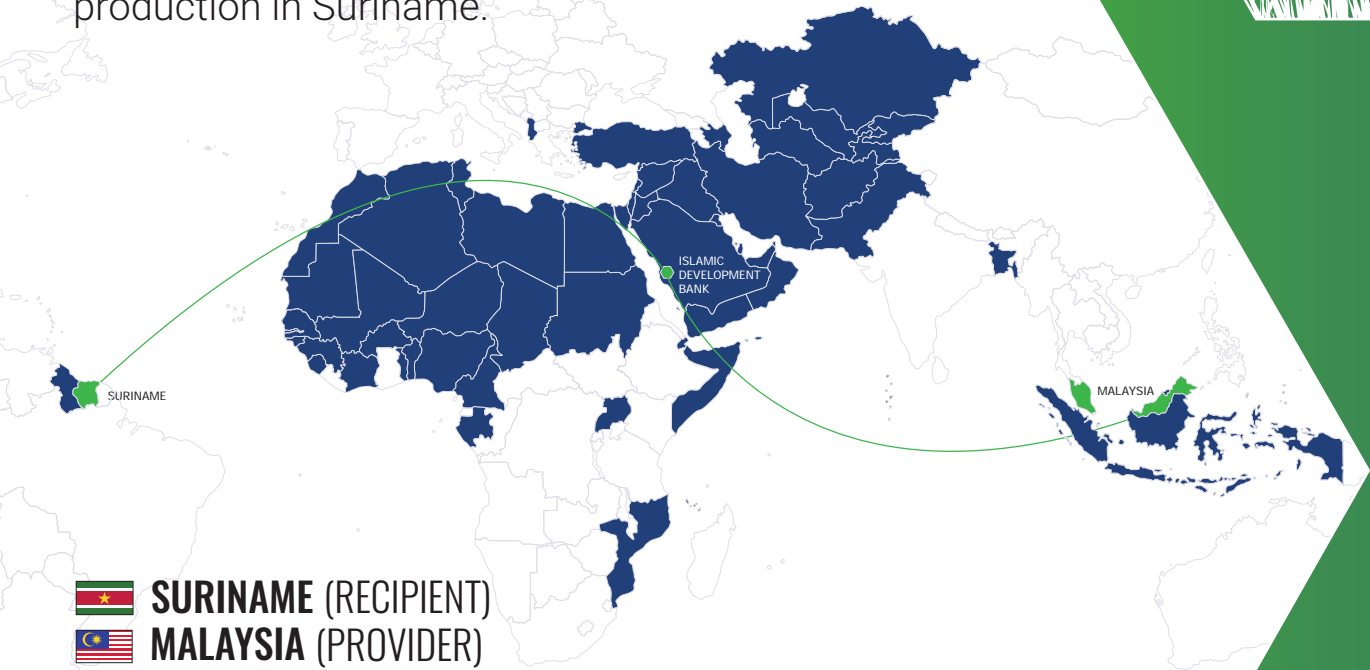 production in Suriname.
ISLAMIC
DEVELOPMENT
BANK
SURINAME
MALAYSIA
SURINAME (RECIPIENT)
MALAYSIA (PROVIDER)